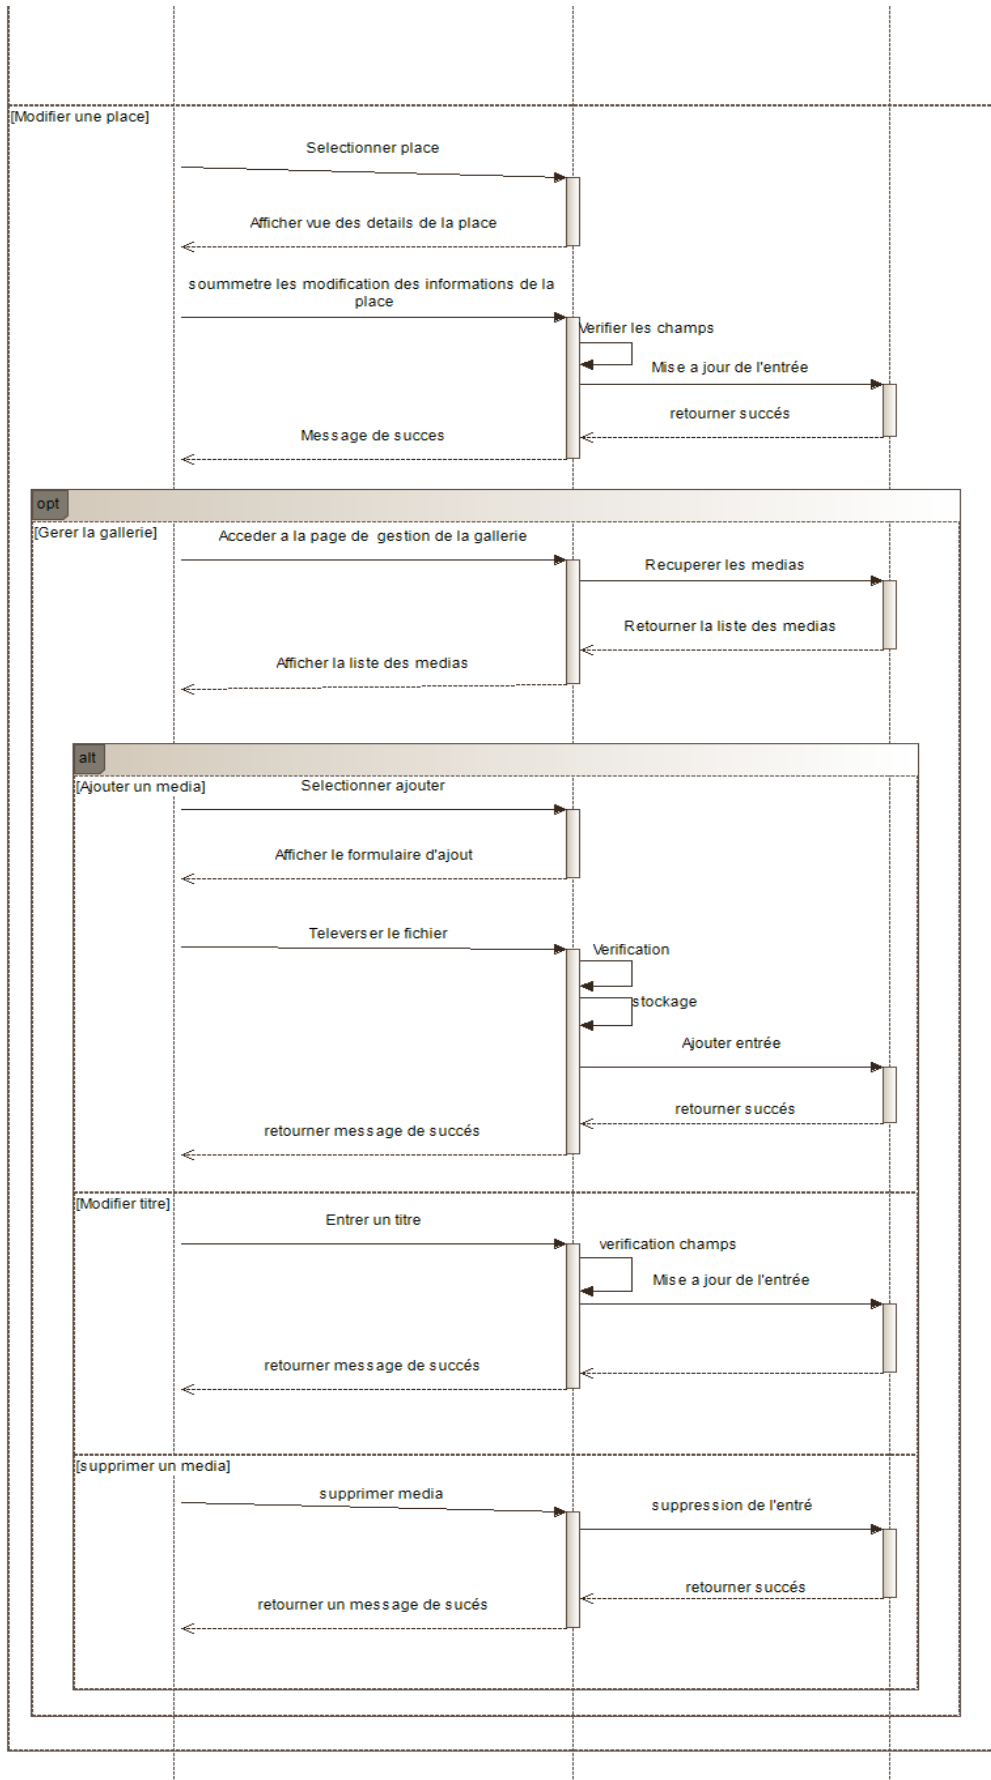 [Modifier une place]
Selectionner place
Afficher vue des details de la place
soummetre les modification des informations de la
place
Verifier les champs
Mise a jour de l'entrée
retourner succés
Message de succes
opt
[Gerer la gallerie]
Acceder a la page de gestion de la gallerie
Recuperer les medias
Retourner la liste des medias
Afficher la liste des medias
alt
[Ajouter un media]
Selectionner ajouter
Afficher le formulaire d'ajout
Televerser le fichier
Verification
stockage
Ajouter entrée
retourner succés
retourner message de succés
[Modifier titre]
Entrer un titre
verification champs
Mise a jour de l'entrée
retourner message de succés
[supprimer un media]
supprimer media
suppression de l'entré
retourner succés
retourner un message de sucés